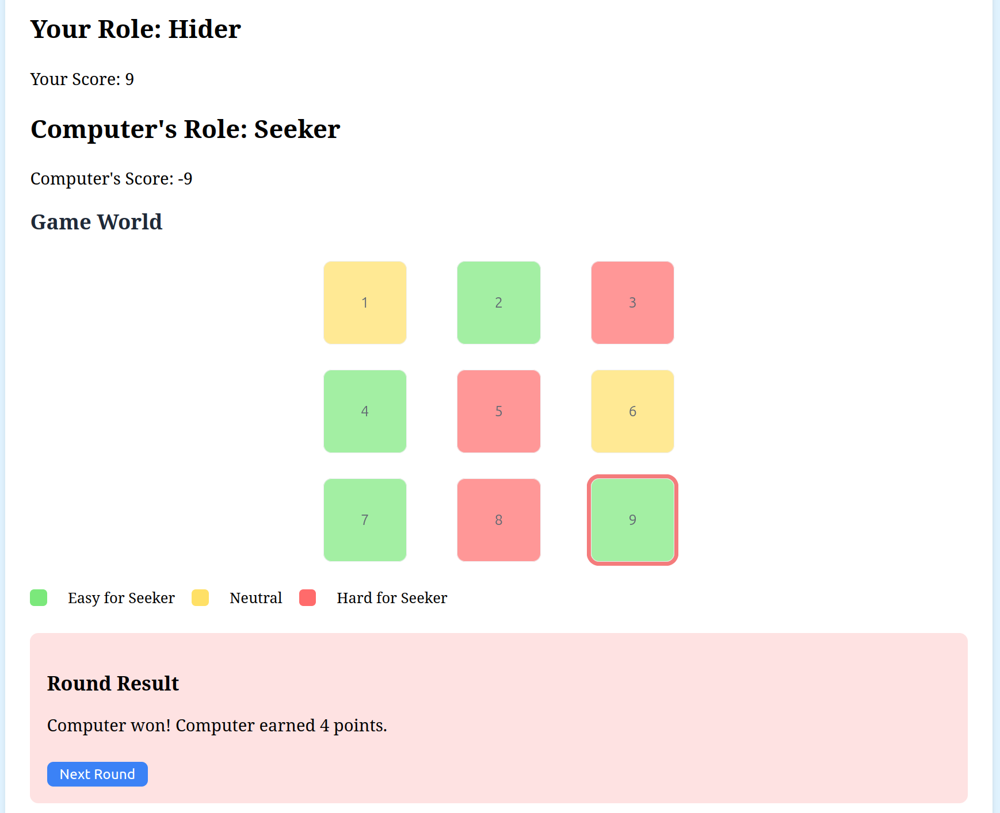 Your Role: Hider
Your Score: 9
Computer's Role: Seeker
Computer's Score: -9
Game World
1 2 3
4 5 6
7 8 9
Easy for Seeker Neutral Hard for Seeker
Round Result
Computer won! Computer earned 4 points.
Next Round